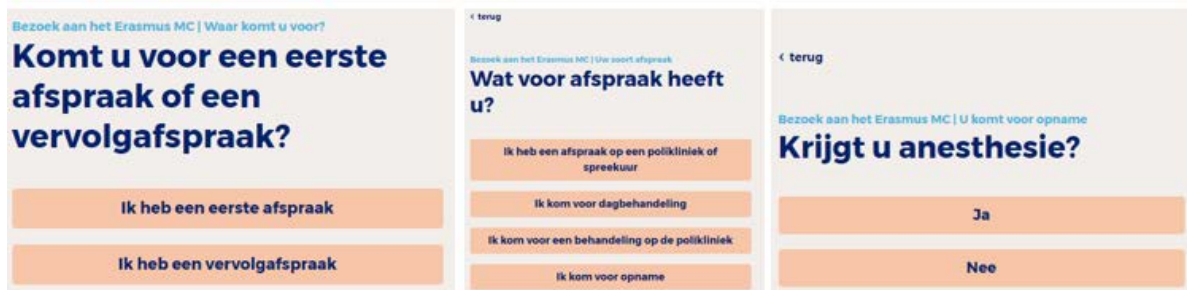 Bezoek aan het Erasmus MC | Waar komt u voor?
Komt u voor een eerste
afspraak of een
vervolgafspraak?
Ik heb een eerste afspraak
Ik heb een vervolgafspraak
< terug
Bezoek aan het Erasmus MC | Uw soort afspraak
Wat voor afspraak heeft
u?
Ik heb een afspraak op een polikliniek of
spreekuur
Ik kom voor dagbehandeling
Ik kom voor een behandeling op de polikliniek
Ik kom voor opname
< terug
Bezoek aan het Erasmus MC | U komt voor opname
Krijgt u anesthesie?
Ja
Nee